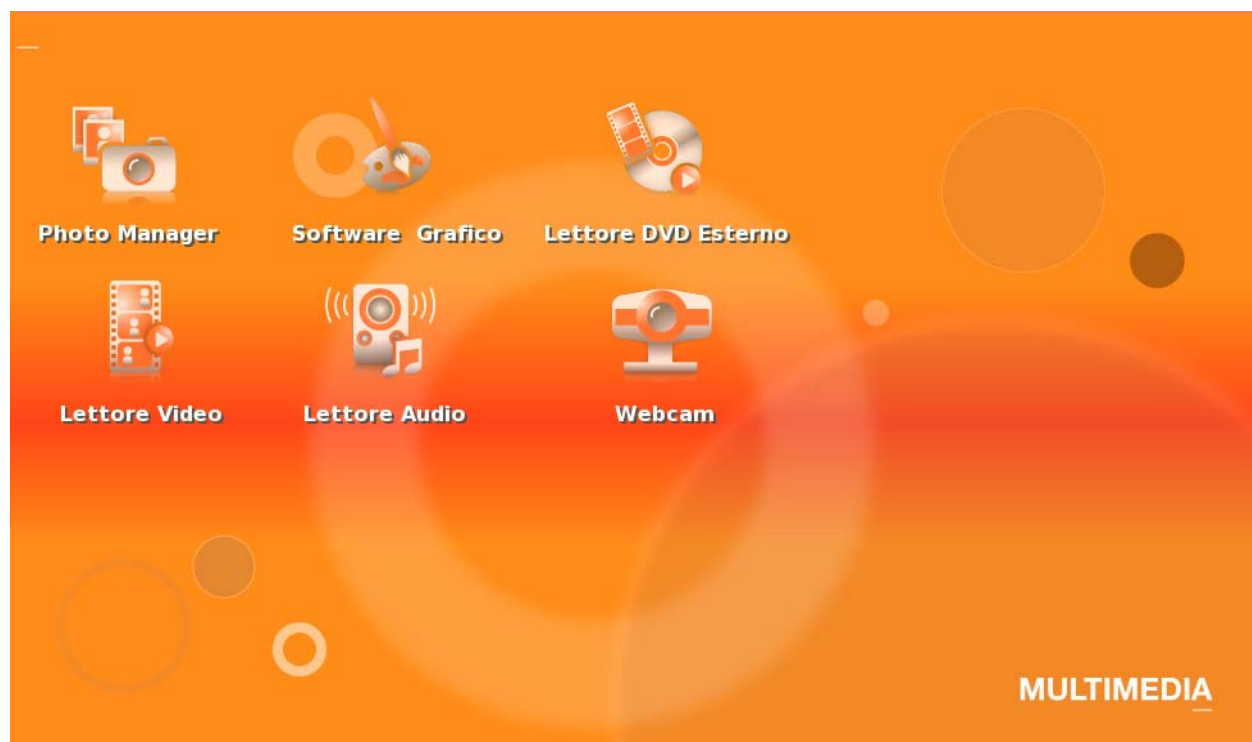 Photo Manager
Software Grafico
Lettore DVD Esterno
Lettore Video
Lettore Audio
Webcam
MULTIMEDIA